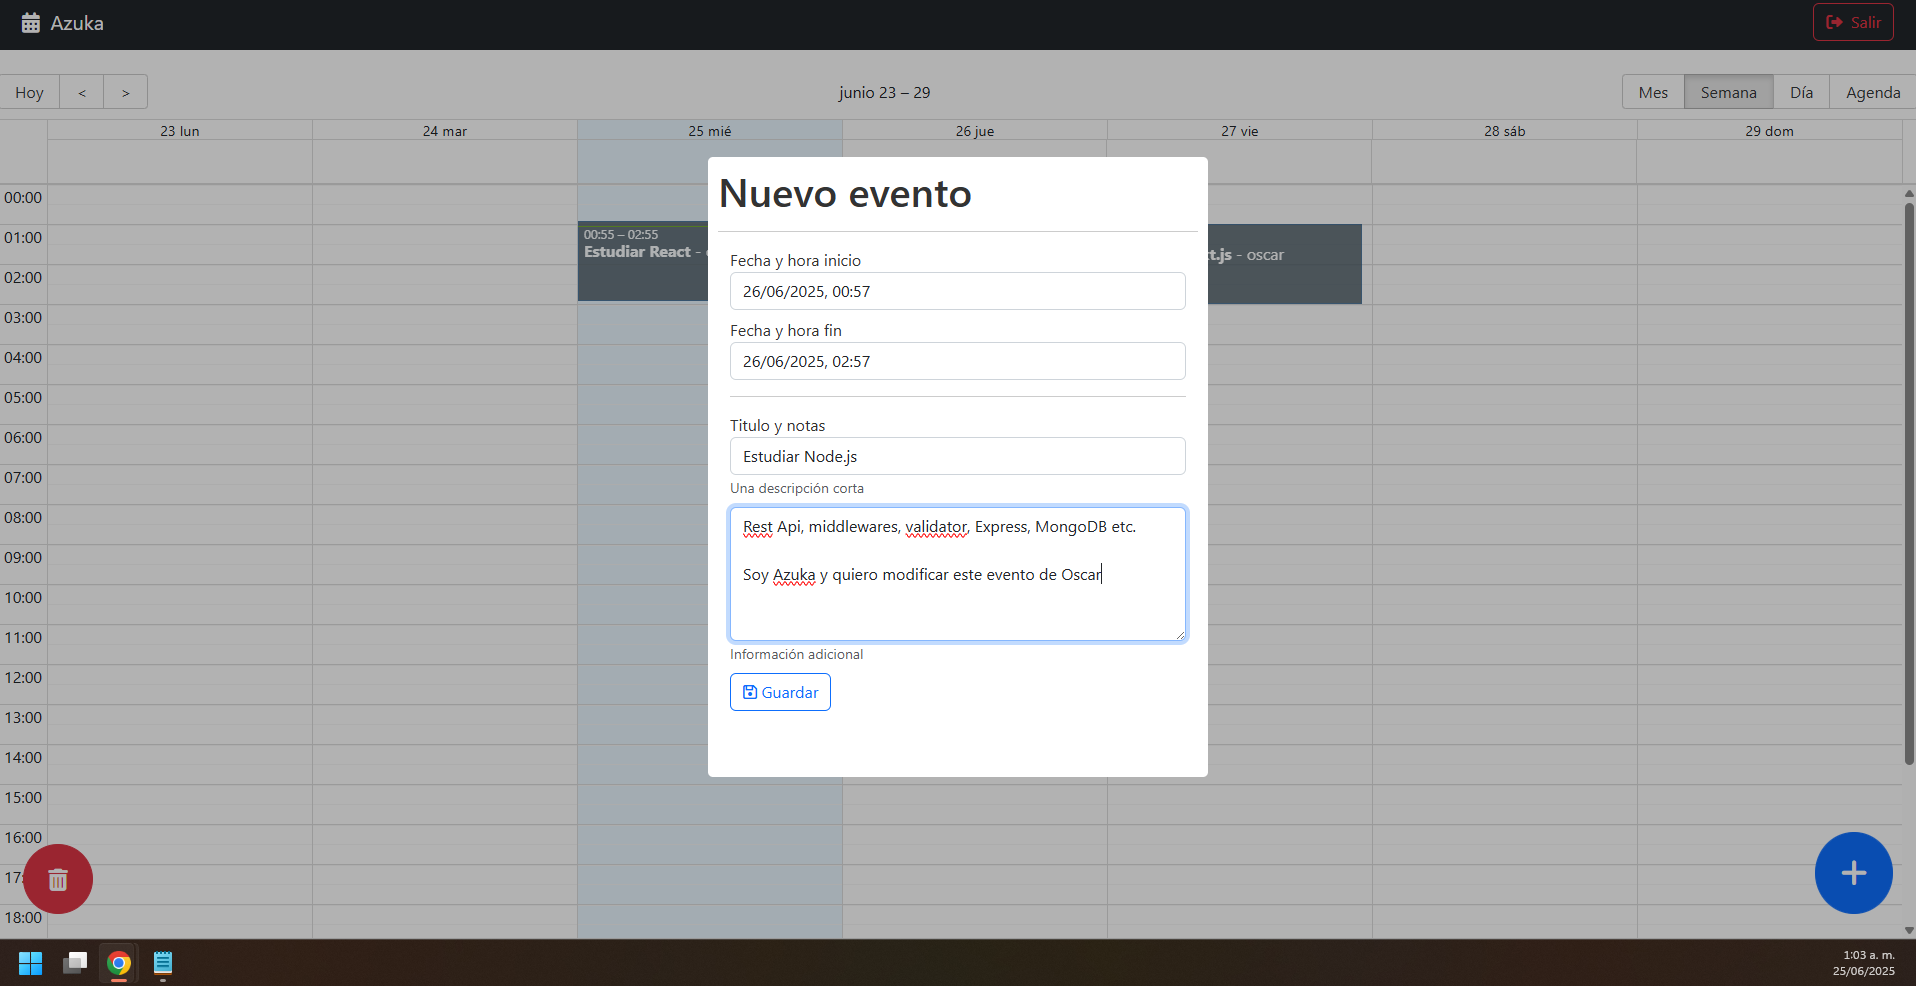 Azuka
Salir
Hoy
<
>
junio 23 – 29
Mes
Semana
Día
Agenda
23 lun
24 mar
25 mié
26 jue
27 vie
28 sáb
29 dom
00:00
01:00
02:00
03:00
04:00
05:00
06:00
07:00
08:00
09:00
10:00
11:00
12:00
13:00
14:00
15:00
16:00
17:
18:00
00:55 – 02:55
Estudiar React -
t.js - oscar
Nuevo evento
Fecha y hora inicio
26/06/2025, 00:57
Fecha y hora fin
26/06/2025, 02:57
Titulo y notas
Estudiar Node.js
Una descripción corta
Rest Api, middlewares, validator, Express, MongoDB etc.
Soy Azuka y quiero modificar este evento de Oscar
Información adicional
Guardar
1:03 a. m.
25/06/2025